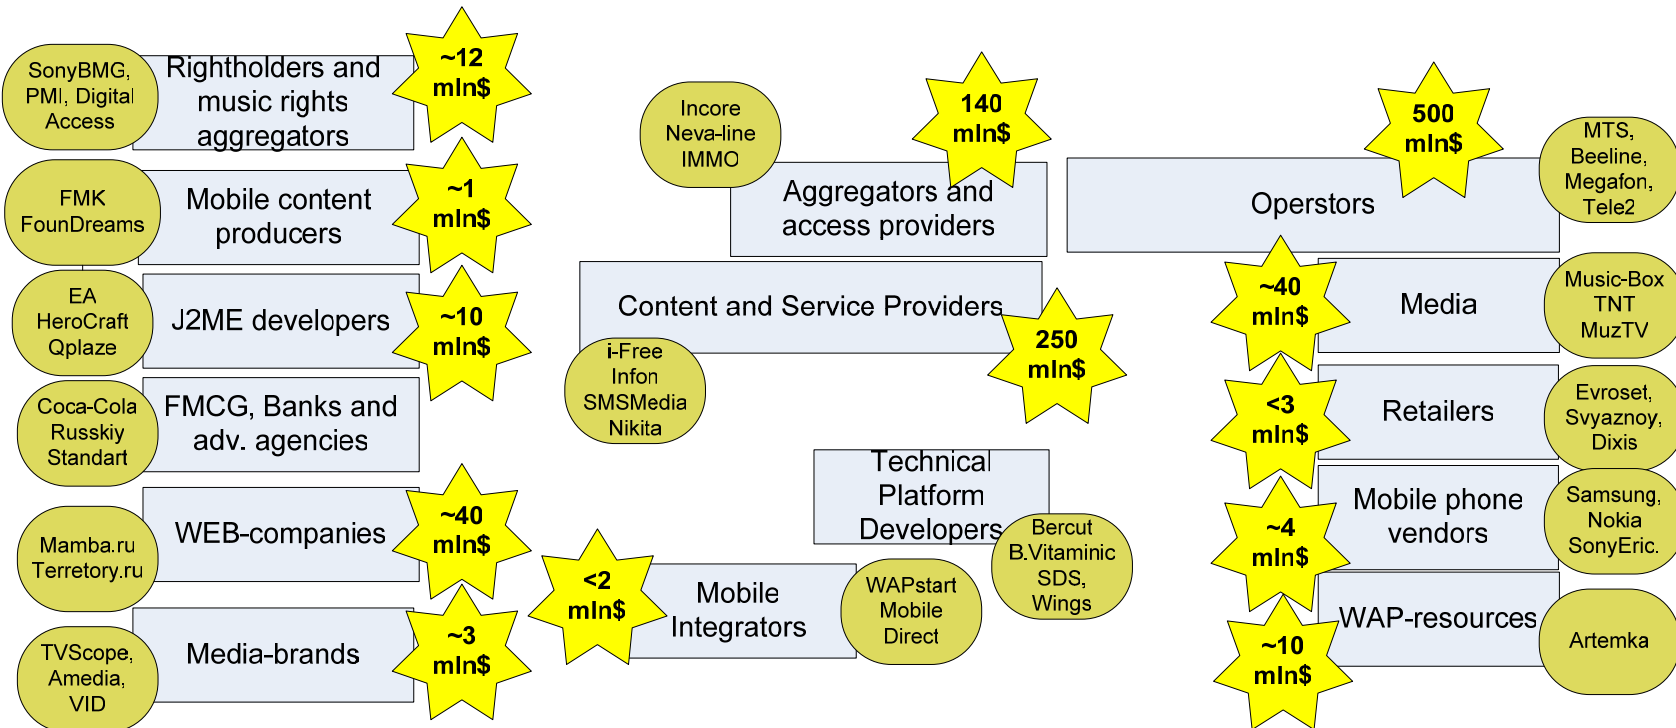 SonyBMG,
PMI, Digital
Access
Rightholders and
music rights
aggregators
~12
mln$
FMK
FounDreams
Mobile content
producers
~1
mln$
EA
HeroCraft
Qplaze
J2ME developers
~10
mln$
Coca-Cola
Russkiy
Standart
FMCG, Banks and
adv. agencies
Mamba.ru
Terretory.ru
WEB-companies
~40
mln$
TVScope,
Amedia,
VID
Media-brands
~3
mln$
Incore
Neva-line
IMMO
140
mln$
Aggregators and
access providers
Content and Service Providers
250
mln$
i-Free
Infon
SMSMedia
Nikita
Technical
Platform
Developers
Bercut
B.Vitaminic
SDS,
Wings
<2
mln$
Mobile
Integrators
WAPstart
Mobile
Direct
500
mln$
Operstors
MTS,
Beeline,
Megafon,
Tele2
~40
mln$
Media
Music-Box
TNT
MuzTV
<3
mln$
Retailers
Evroset,
Svyaznoy,
Dixis
~4
mln$
Mobile phone
vendors
Samsung,
Nokia
SonyEric.
~10
mln$
WAP-resources
Artemka